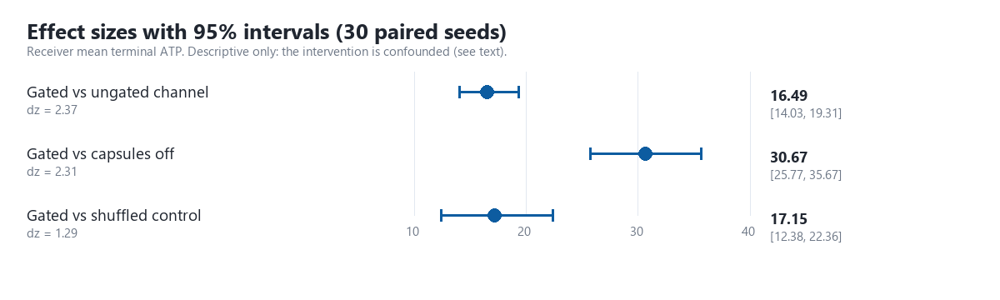 Effect sizes with 95% intervals (30 paired seeds)
Receiver mean terminal ATP. Descriptive only: the intervention is confounded (see text).
Gated vs ungated channel
dz = 2.37
16.49
[14.03, 19.31]
Gated vs capsules off
dz = 2.31
30.67
[25.77, 35.67]
Gated vs shuffled control
dz = 1.29
17.15
[12.38, 22.36]
10 20 30 40